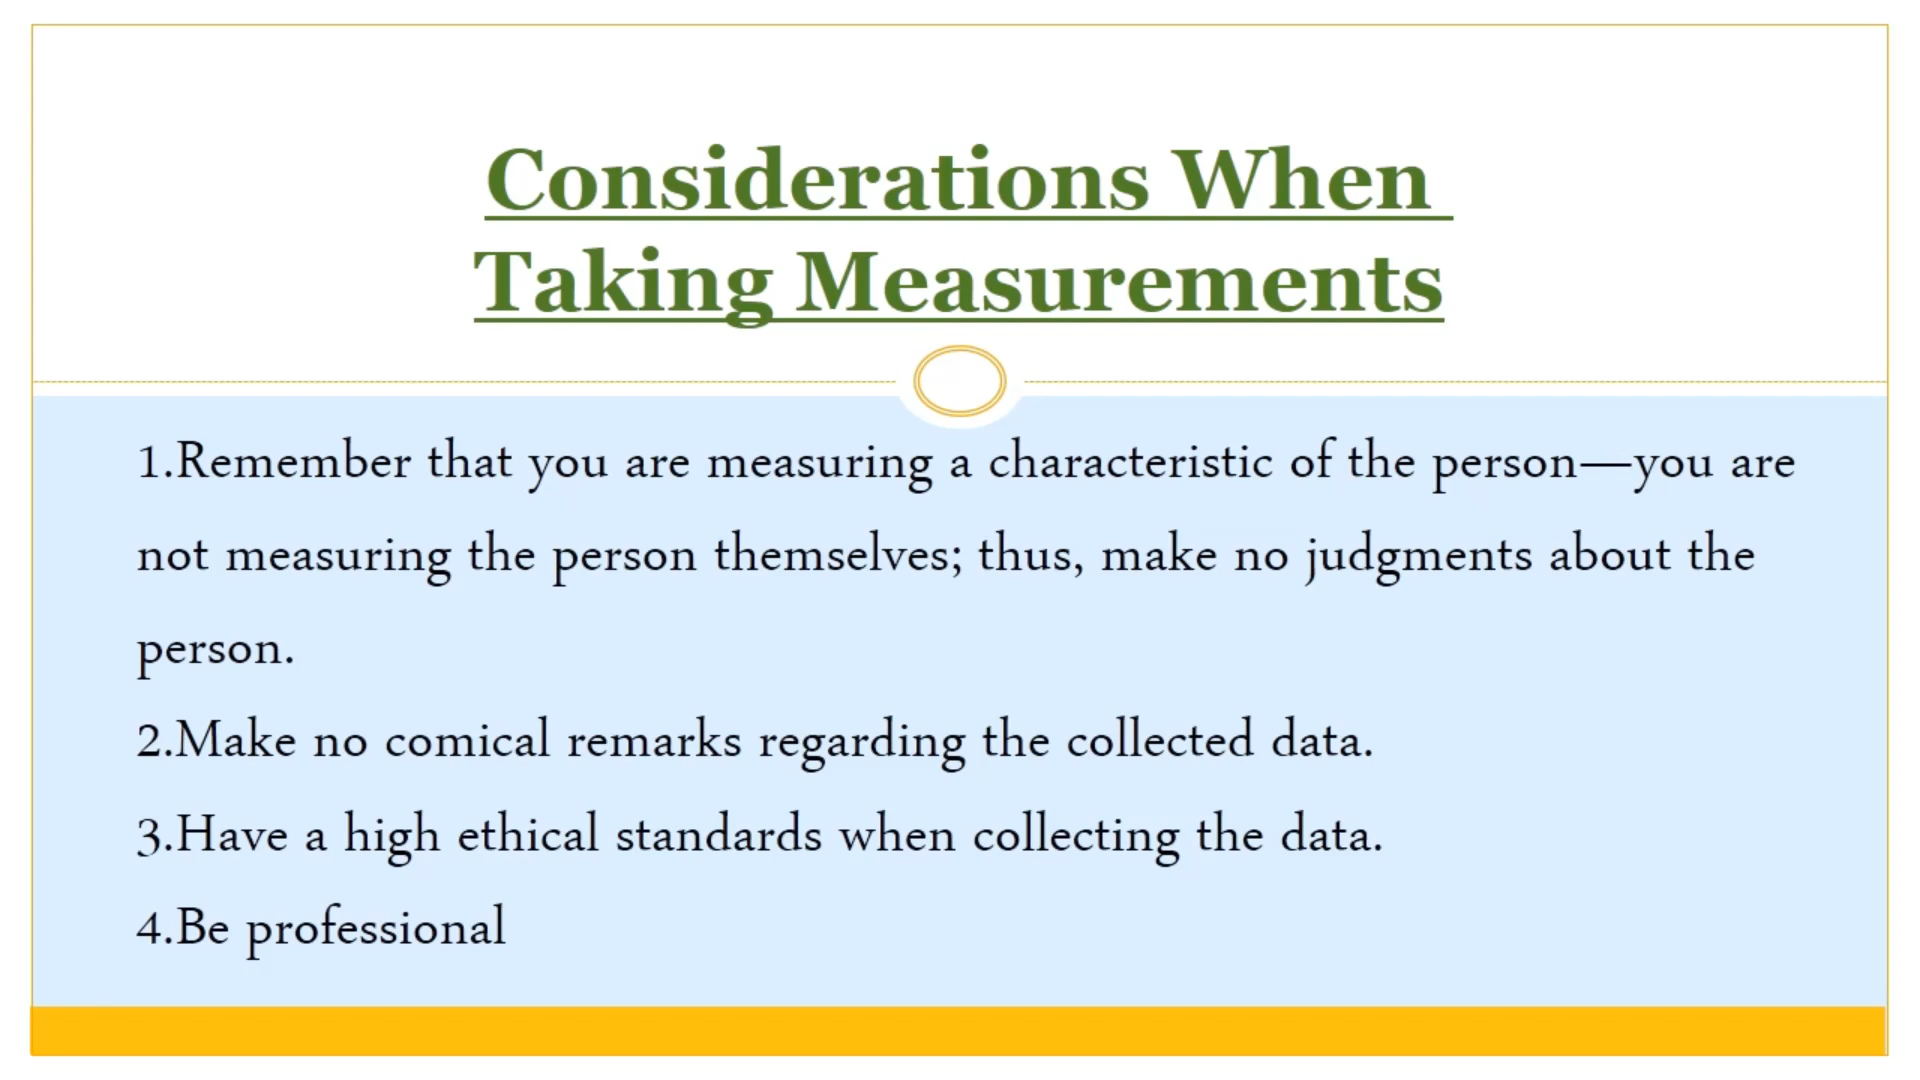 Considerations When
Taking Measurements
1.Remember that you are measuring a characteristic of the person—you are
not measuring the person themselves; thus, make no judgments about the
person.
2.Make no comical remarks regarding the collected data.
3.Have a high ethical standards when collecting the data.
4.Be professional